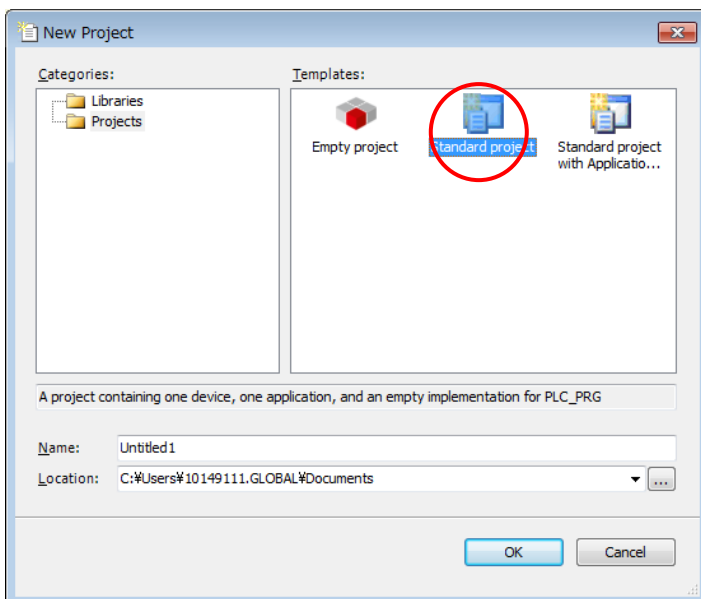 New Project
Categories:
Templates:
Libraries
Projects
Empty project
Standard project
Standard project
with Applicatio...
A project containing one device, one application, and an empty implementation for PLC_PRG
Name:
Untitled1
Location:
C:¥Users¥10149111.GLOBAL¥Documents
...
OK
Cancel